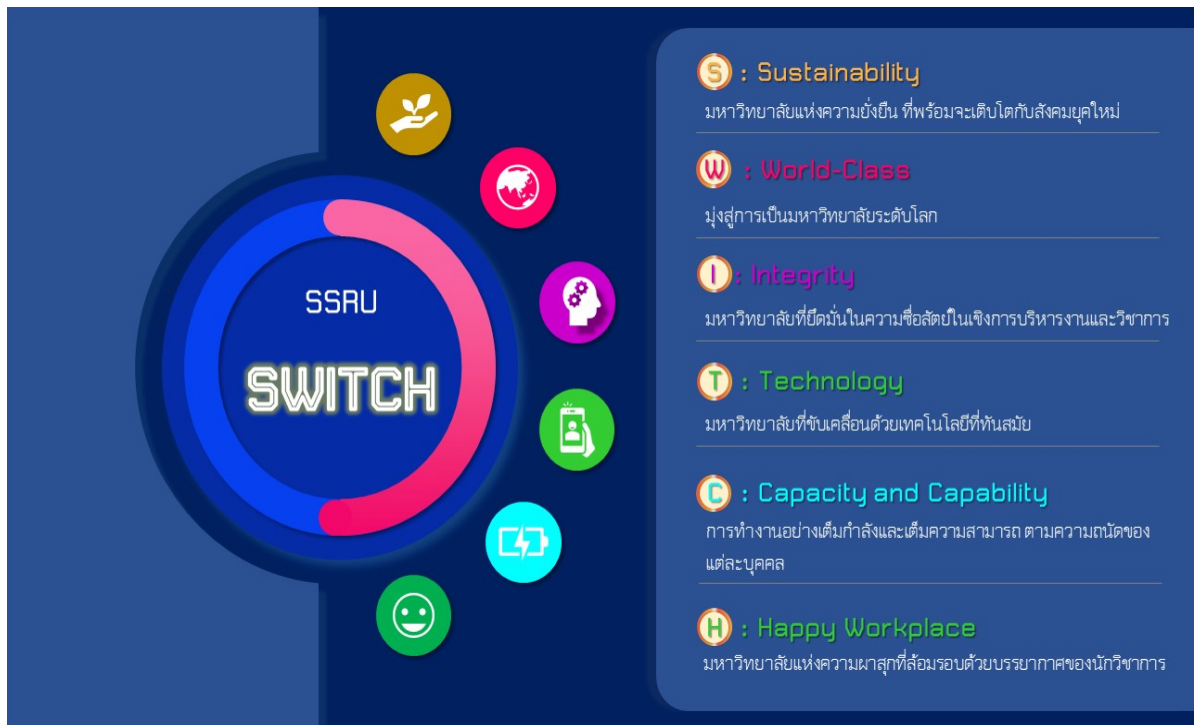 SSRU
SWITCH
S : Sustainability
มหาวิทยาลัยแห่งความยั่งยืน ที่พร้อมจะเติบโตกับสังคมยุคใหม่
W : World-Class
มุ่งสู่การเป็นมหาวิทยาลัยระดับโลก
I : Integrity
มหาวิทยาลัยที่ยึดมั่นในความซื่อสัตย์ในเชิงการบริหารงานและวิชาการ
T : Technology
มหาวิทยาลัยที่ขับเคลื่อนด้วยเทคโนโลยีที่ทันสมัย
C : Capacity and Capability
การทำงานอย่างเต็มกำลังและเต็มความสามารถ ตามความถนัดของ
แต่ละบุคคล
H : Happy Workplace
มหาวิทยาลัยแห่งความผาสุกที่ล้อมรอบด้วยบรรยากาศของนักวิชาการ